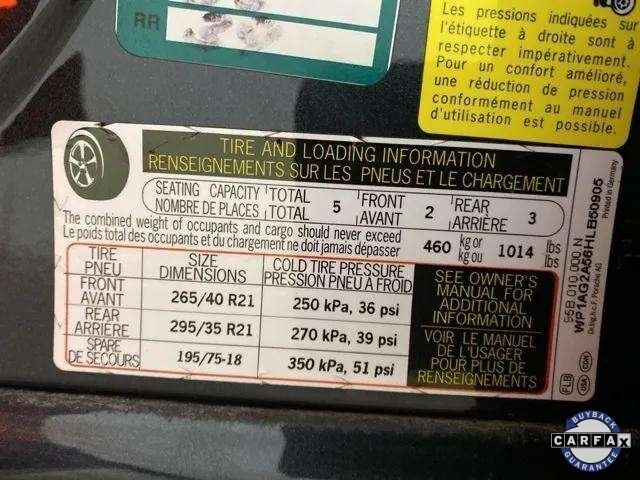 RR
Les pressions indiquées sur
l'étiquette à droite sont à
respecter impérativement.
Pour un confort amélioré,
une réduction de pression
conformément au manuel
d'utilisation est possible.
TIRE AND LOADING INFORMATION
RENSEIGNEMENTS SUR LES PNEUS ET LE CHARGEMENT
SEATING CAPACITY TOTAL 5 FRONT 2 REAR 3
NOMBRE DE PLACES TOTAL AVANT ARRIÈRE
The combined weight of occupants and cargo should never exceed 460 kg or 1014 lbs
Le poids total des occupants et du chargement ne doit jamais dépasser kg ou lbs
TIRE SIZE COLD TIRE PRESSURE
PNEU DIMENSIONS PRESSION PNEU A FROID
FRONT
AVANT 265/40 R21 250 kPa, 36 psi
REAR
ARRIÈRE 295/35 R21 270 kPa, 39 psi
SPARE
DE SECOURS 195/75-18 350 kPa, 51 psi
SEE OWNER'S
MANUAL FOR
ADDITIONAL
INFORMATION
VOIR LE MANUEL
DE L'USAGER
POUR PLUS DE
RENSEIGNEMENTS
95B.010.000.N
WP1AG2A56HLB50905
Printed in Germany
FLB USA CDN
BUYBACK
CARFAX
GUARANTEE